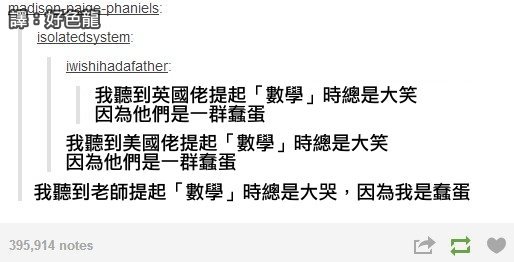 madison-paige-phaniels:
譯：好色龍
isolatedsystem:
iwishihadafather:
我聽到英國佬提起「數學」時總是大笑
因為他們是一群蠢蛋
我聽到美國佬提起「數學」時總是大笑
因為他們是一群蠢蛋
我聽到老師提起「數學」時總是大哭，因為我是蠢蛋
395,914 notes